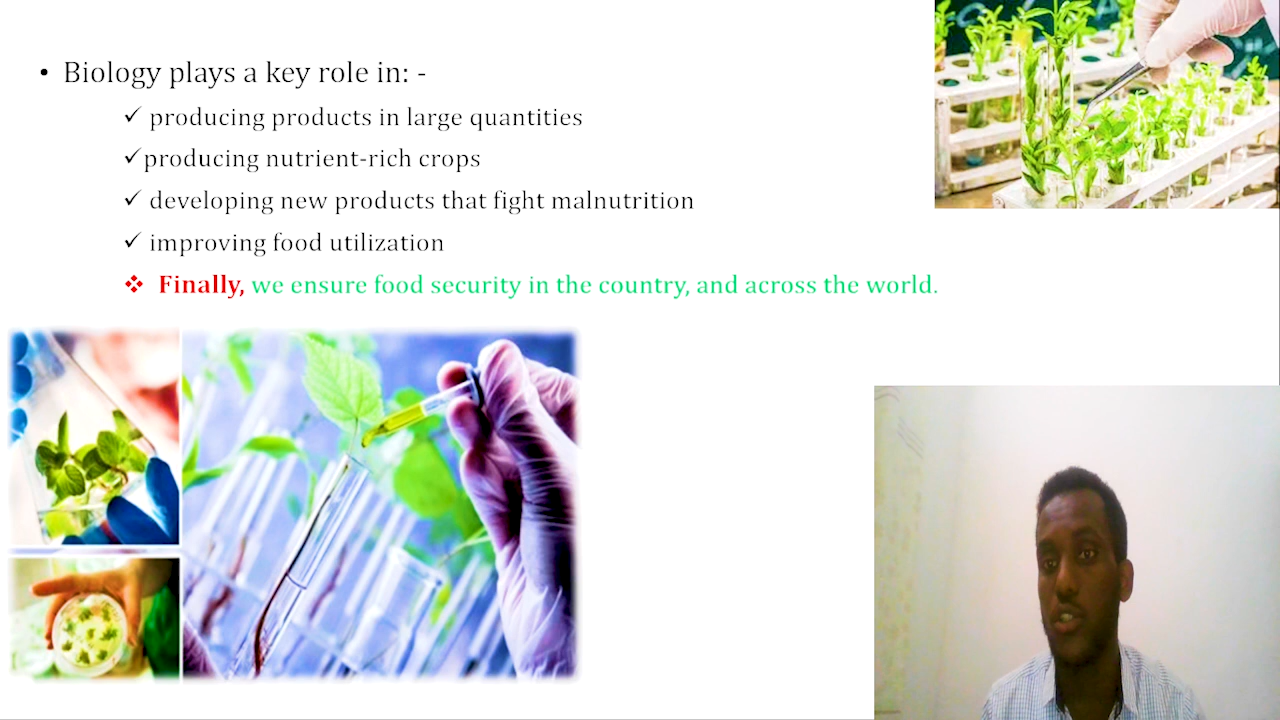 • Biology plays a key role in: -
✓ producing products in large quantities
✓producing nutrient-rich crops
✓ developing new products that fight malnutrition
✓ improving food utilization
❖ Finally, we ensure food security in the country, and across the world.